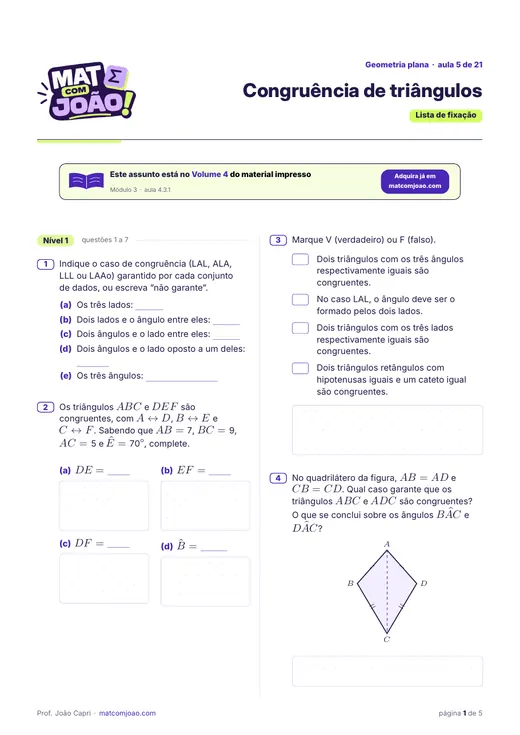 MAT Σ
COM
JOÃO!
Geometria plana · aula 5 de 21
Congruência de triângulos
Lista de fixação
Este assunto está no Volume 4 do material impresso
Módulo 3 · aula 4.3.1
Adquira já em
matcomjoao.com
Nível 1 questões 1 a 7
1 Indique o caso de congruência (LAL, ALA,
LLL ou LAAo) garantido por cada conjunto
de dados, ou escreva "não garante".
(a) Os três lados: ______
(b) Dois lados e o ângulo entre eles: ______
(c) Dois ângulos e o lado entre eles: ______
(d) Dois ângulos e o lado oposto a um deles:
______
(e) Os três ângulos: ______
2 Os triângulos ABC e DEF são
congruentes, com A ↔ D, B ↔ E e
C ↔ F. Sabendo que AB = 7, BC = 9,
AC = 5 e Ê = 70°, complete.
(a) DE = ____
(b) EF = ____
(c) DF = ____
(d) B̂ = ____
3 Marque V (verdadeiro) ou F (falso).
Dois triângulos com os três ângulos
respectivamente iguais são
congruentes.
No caso LAL, o ângulo deve ser o
formado pelos dois lados.
Dois triângulos com os três lados
respectivamente iguais são
congruentes.
Dois triângulos retângulos com
hipotenusas iguais e um cateto igual
são congruentes.
4 No quadrilátero da figura, AB = AD e
CB = CD. Qual caso garante que os
triângulos ABC e ADC são congruentes?
O que se conclui sobre os ângulos BÂC e
DÂC?
A
B
D
C
Prof. João Capri · matcomjoao.com
página 1 de 5